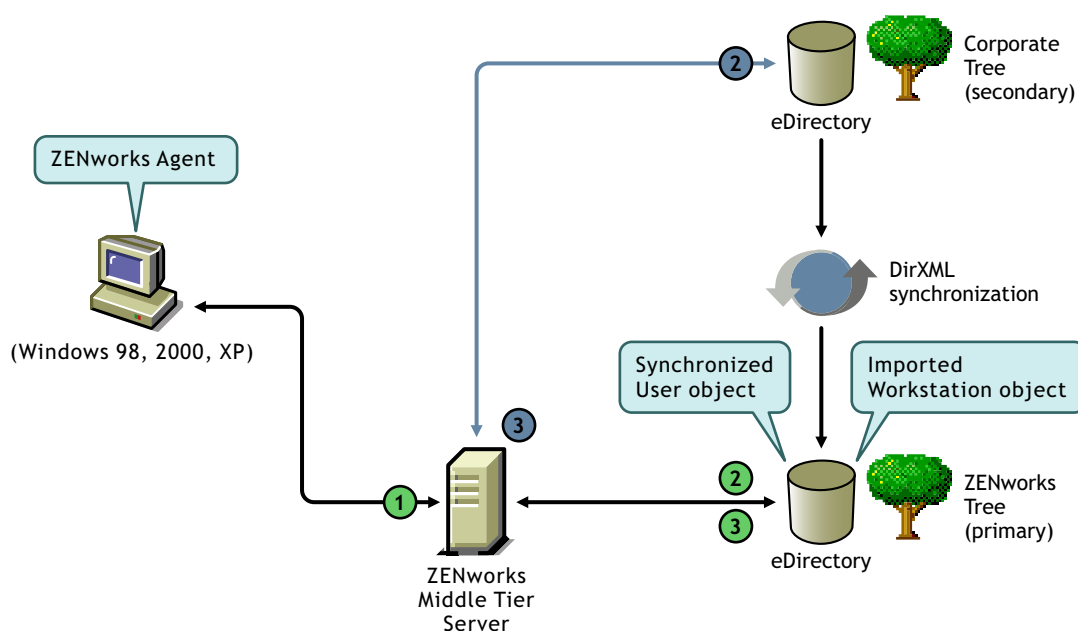 2
Corporate
Tree
(secondary)
eDirectory
ZENworks Agent
DirXML
synchronization
(Windows 98, 2000, XP)
Synchronized
User object
Imported
Workstation object
3
1
2
3
ZENworks
Tree
(primary)
eDirectory
ZENworks
Middle Tier
Server